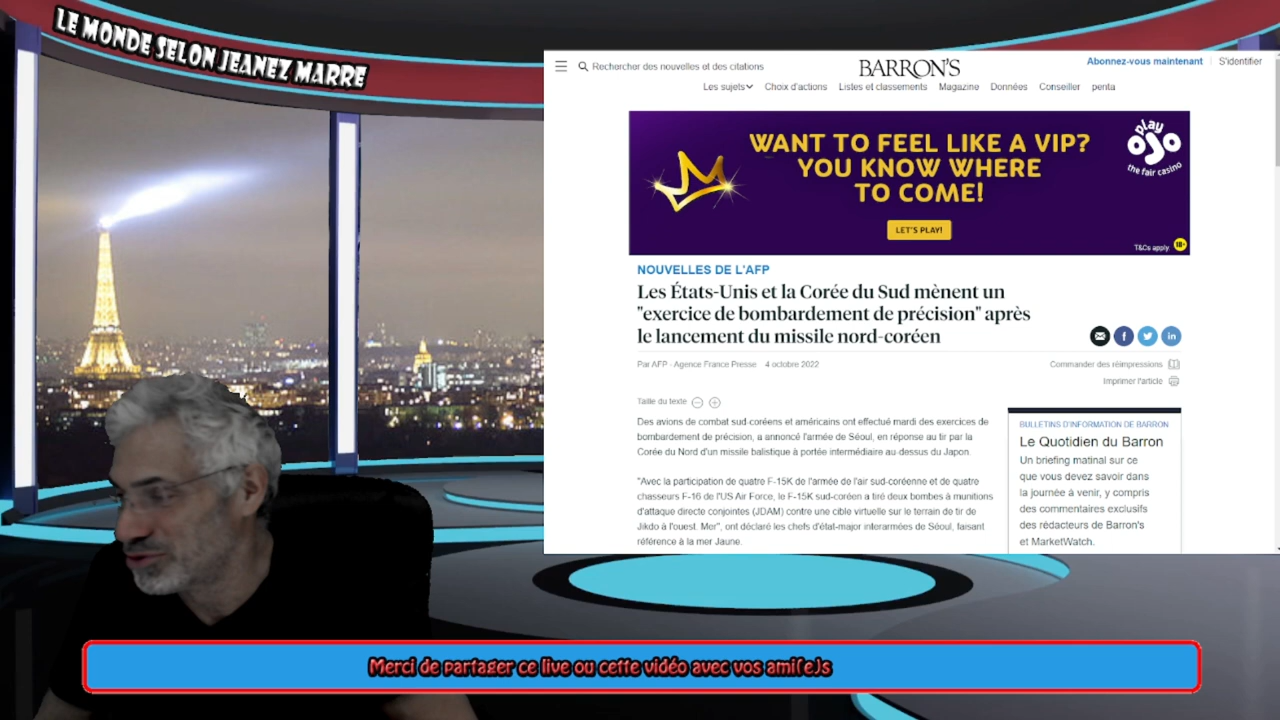 LE MONDE SELON JEANEZ MARRE
Rechercher des nouvelles et des citations
BARRON'S
Abonnez-vous maintenant
S'identifier
Les sujets
Choix d'actions
Listes et classements
Magazine
Données
Conseiller
penta
WANT TO FEEL LIKE A VIP?
YOU KNOW WHERE
TO COME!
LET'S PLAY!
play
OJO
the fair casino
T&Cs apply
18+
NOUVELLES DE L'AFP
Les États-Unis et la Corée du Sud mènent un
"exercice de bombardement de précision" après
le lancement du missile nord-coréen
Par AFP - Agence France Presse
4 octobre 2022
Commander des réimpressions
Imprimer l'article
Taille du texte
Des avions de combat sud-coréens et américains ont effectué mardi des exercices de
bombardement de précision, a annoncé l'armée de Séoul, en réponse au tir par la
Corée du Nord d'un missile balistique à portée intermédiaire au-dessus du Japon.
"Avec la participation de quatre F-15K de l'armée de l'air sud-coréenne et de quatre
chasseurs F-16 de l'US Air Force, le F-15K sud-coréen a tiré deux bombes à munitions
d'attaque directe conjointes (JDAM) contre une cible virtuelle sur le terrain de tir de
Jikdo à l'ouest. Mer", ont déclaré les chefs d'état-major interarmées de Séoul, faisant
référence à la mer Jaune.
BULLETINS D'INFORMATION DE BARRON
Le Quotidien du Barron
Un briefing matinal sur ce
que vous devez savoir dans
la journée à venir, y compris
des commentaires exclusifs
des rédacteurs de Barron's
et MarketWatch.
Merci de partager ce live ou cette vidéo avec vos ami(e)s